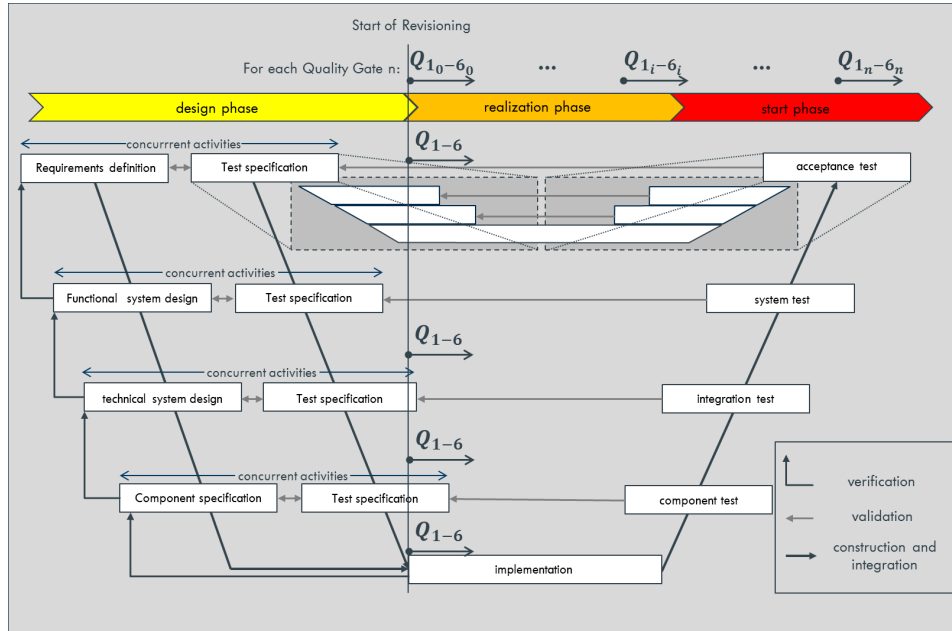 Start of Revisioning
For each Quality Gate n:
Q₁₀₋₆₀
...
Q₁ᵢ₋₆ᵢ
...
Q₁ₙ₋₆ₙ
design phase
realization phase
start phase
concurrrent activities
Q₁₋₆
Requirements definition
Test specification
acceptance test
concurrent activities
Functional system design
Test specification
system test
Q₁₋₆
concurrent activities
technical system design
Test specification
integration test
Q₁₋₆
concurrent activities
Component specification
Test specification
component test
Q₁₋₆
implementation
verification
validation
construction and
integration